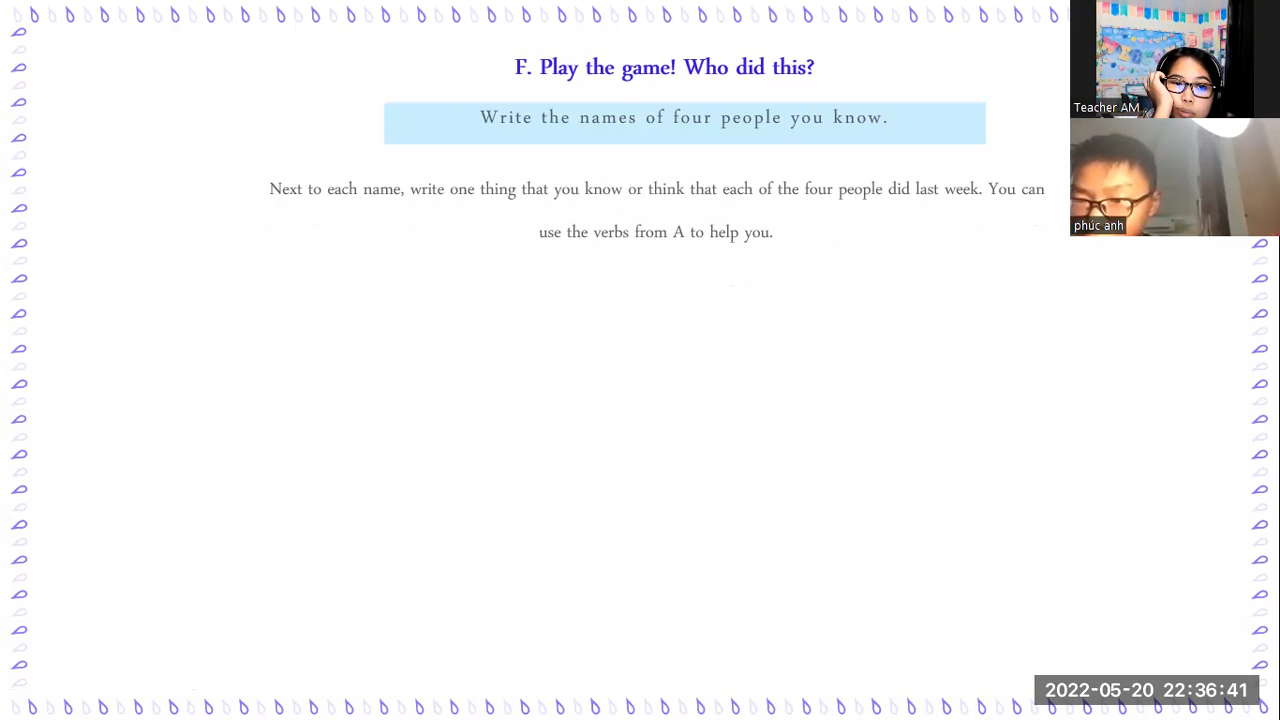 F. Play the game! Who did this?
Write the names of four people you know.
Next to each name, write one thing that you know or think that each of the four people did last week. You can
use the verbs from A to help you.
Teacher AM...
phúc anh
2022-05-20 22:36:41